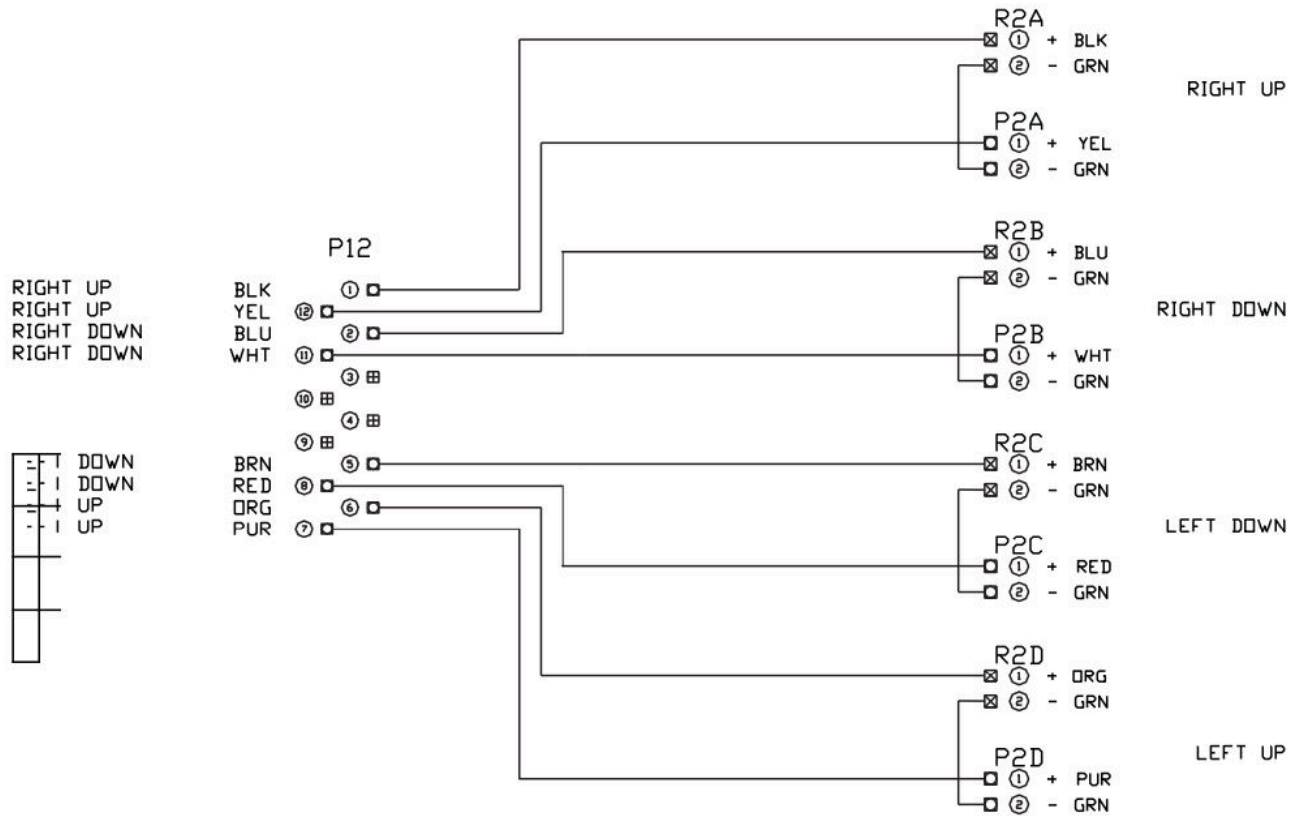 R2A
① + BLK
② - GRN
RIGHT UP
P2A
① + YEL
② - GRN
R2B
① + BLU
② - GRN
RIGHT DOWN
P2B
① + WHT
② - GRN
P12
RIGHT UP BLK ①
RIGHT UP YEL ⑫
RIGHT DOWN BLU ②
RIGHT DOWN WHT ⑪
③
⑩
④
⑨
DOWN BRN ⑤
DOWN RED ⑧
UP ORG ⑥
UP PUR ⑦
R2C
① + BRN
② - GRN
LEFT DOWN
P2C
① + RED
② - GRN
R2D
① + ORG
② - GRN
LEFT UP
P2D
① + PUR
② - GRN